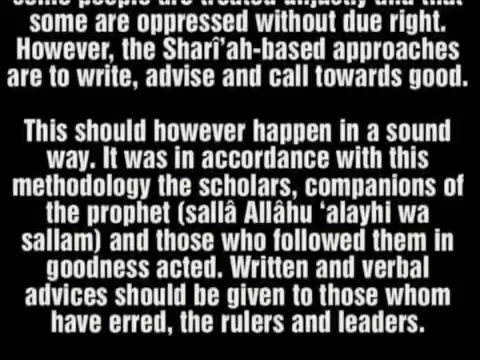 some people are treated unjustly and that
some are oppressed without due right.
However, the Sharî'ah-based approaches
are to write, advise and call towards good.
This should however happen in a sound
way. It was in accordance with this
methodology the scholars, companions of
the prophet (sallâ Allâhu 'alayhi wa
sallam) and those who followed them in
goodness acted. Written and verbal
advices should be given to those whom
have erred, the rulers and leaders.